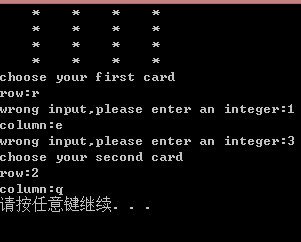 * * * *
* * * *
* * * *
* * * *
choose your first card
row:r
wrong input,please enter an integer:1
column:e
wrong input,please enter an integer:3
choose your second card
row:2
column:q
请按任意键继续. . .